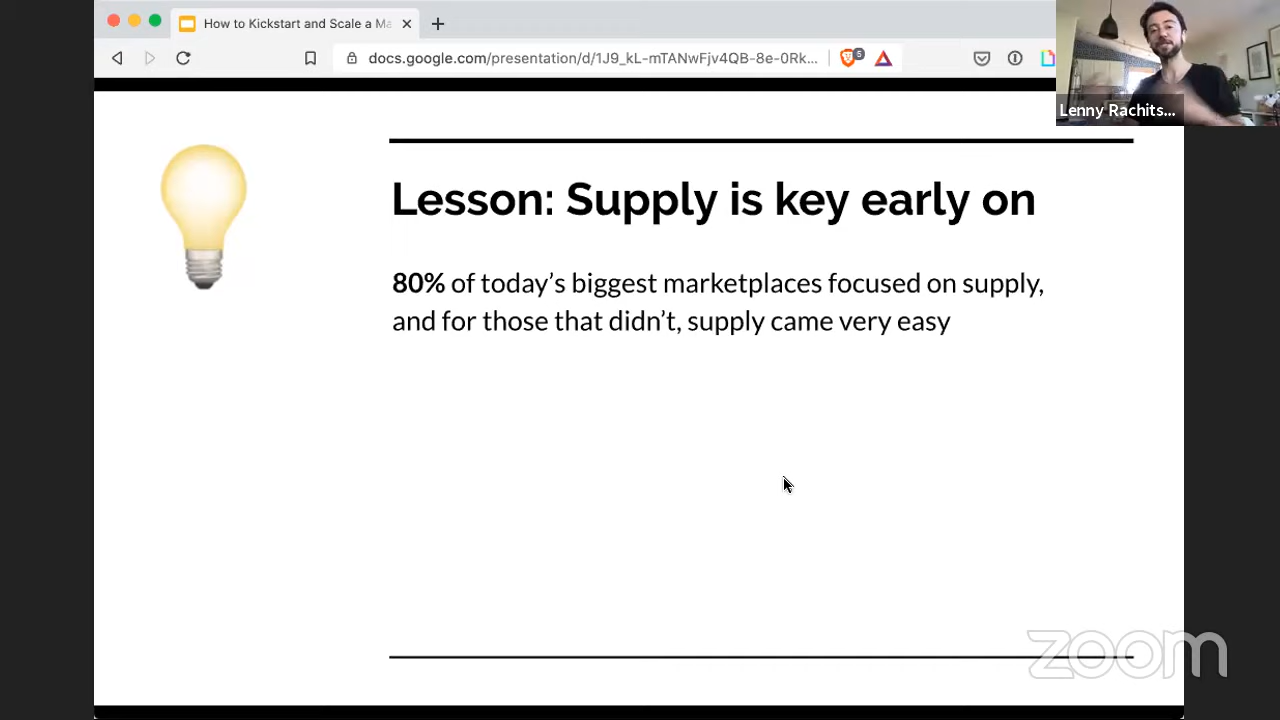 How to Kickstart and Scale a Ma
docs.google.com/presentation/d/1J9_kL-mTANwFjv4QB-8e-0Rk...
5
Lenny Rachits...
Lesson: Supply is key early on
80% of today’s biggest marketplaces focused on supply,
and for those that didn’t, supply came very easy
zoom